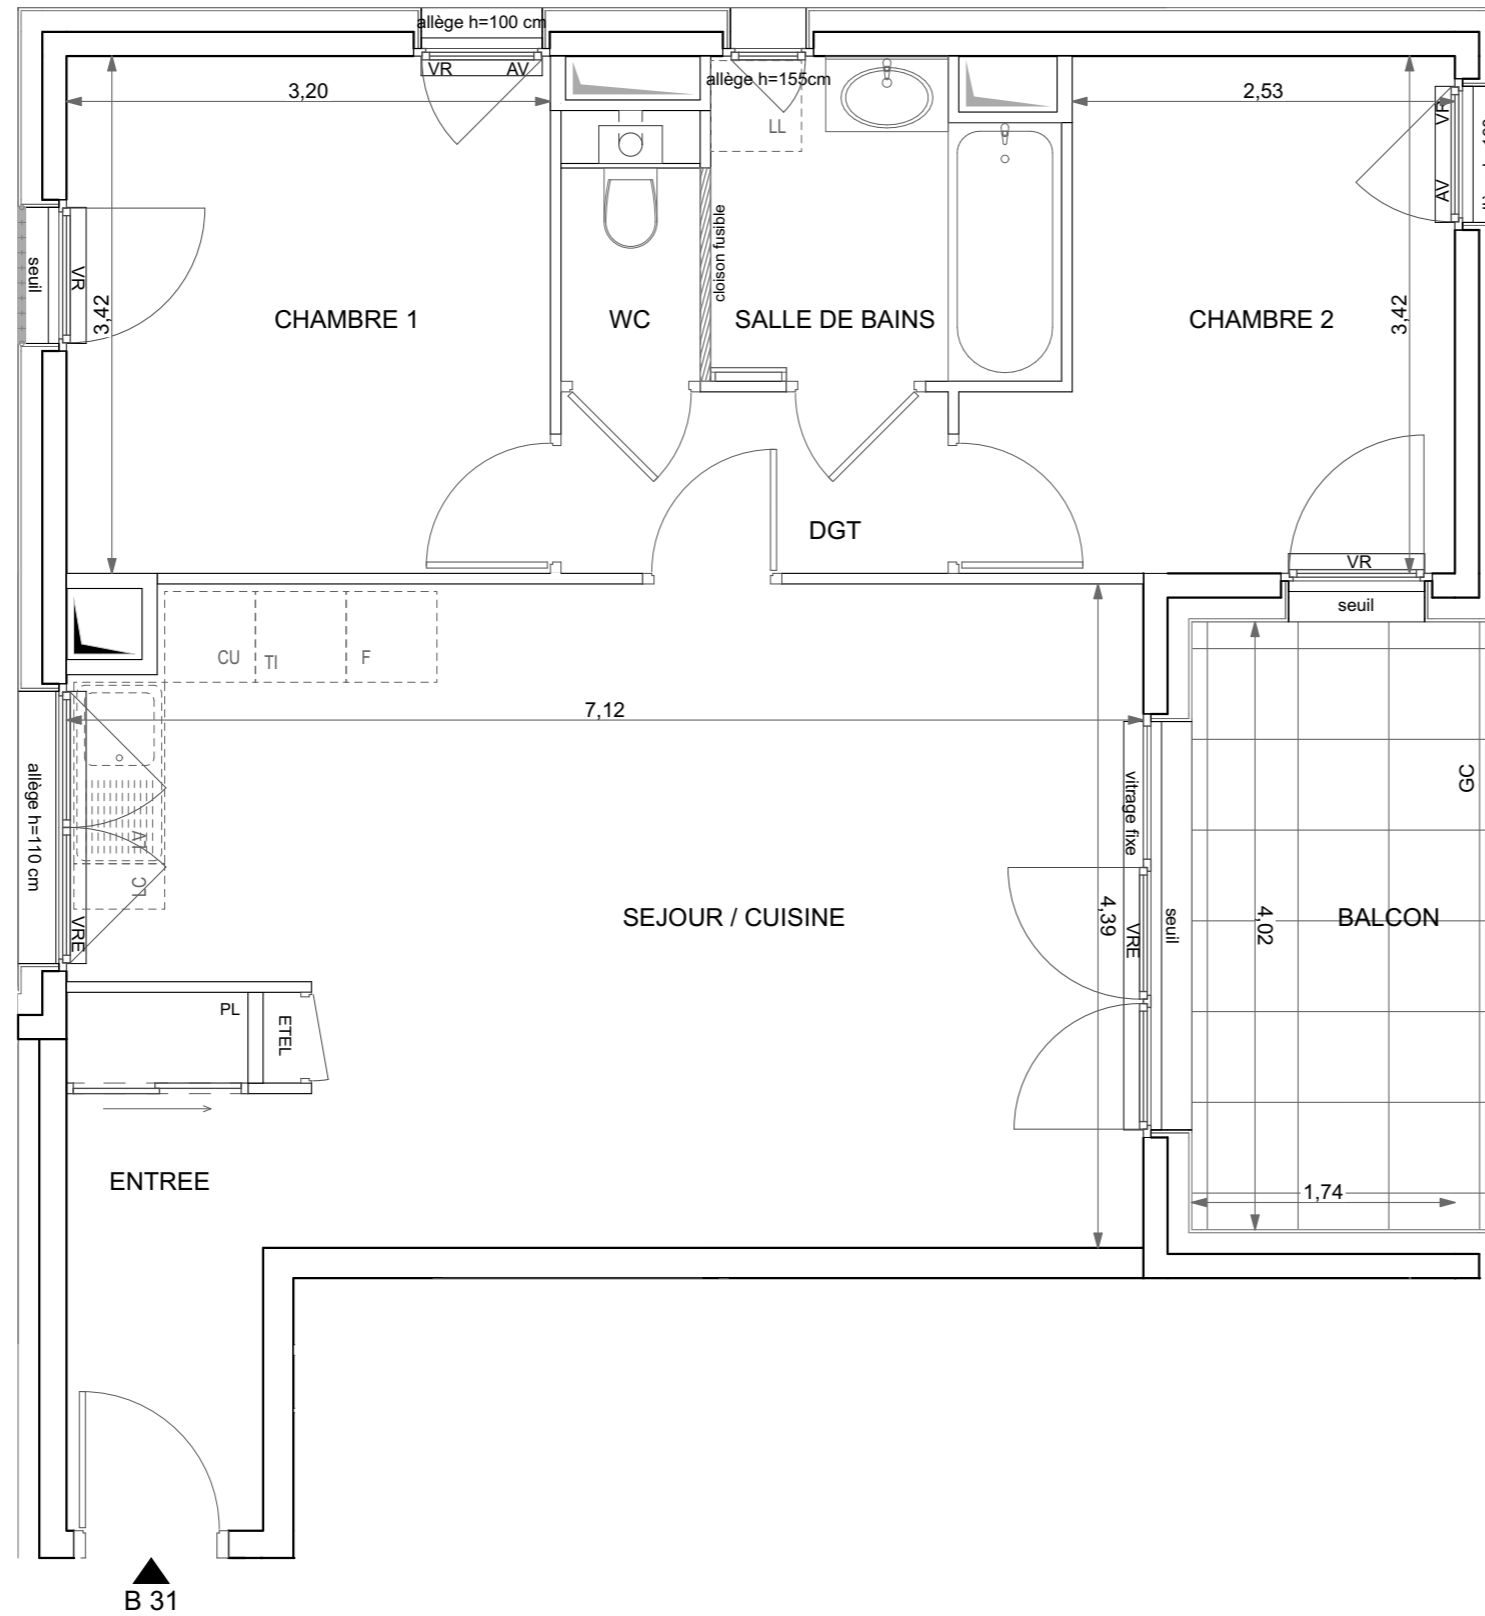 allège h=100 cm
VR
AV
3,20
allège h=155cm
LL
2,53
VR
AV
seuil
VR
3,42
CHAMBRE 1
WC
cloison fusible
SALLE DE BAINS
CHAMBRE 2
3,42
DGT
VR
seuil
CU
TI
F
7,12
allège h=110 cm
LC
VRE
vitrage fixe
GC
SEJOUR / CUISINE
4,39
VRE
seuil
4,02
BALCON
PL
ETEL
ENTREE
1,74
B 31